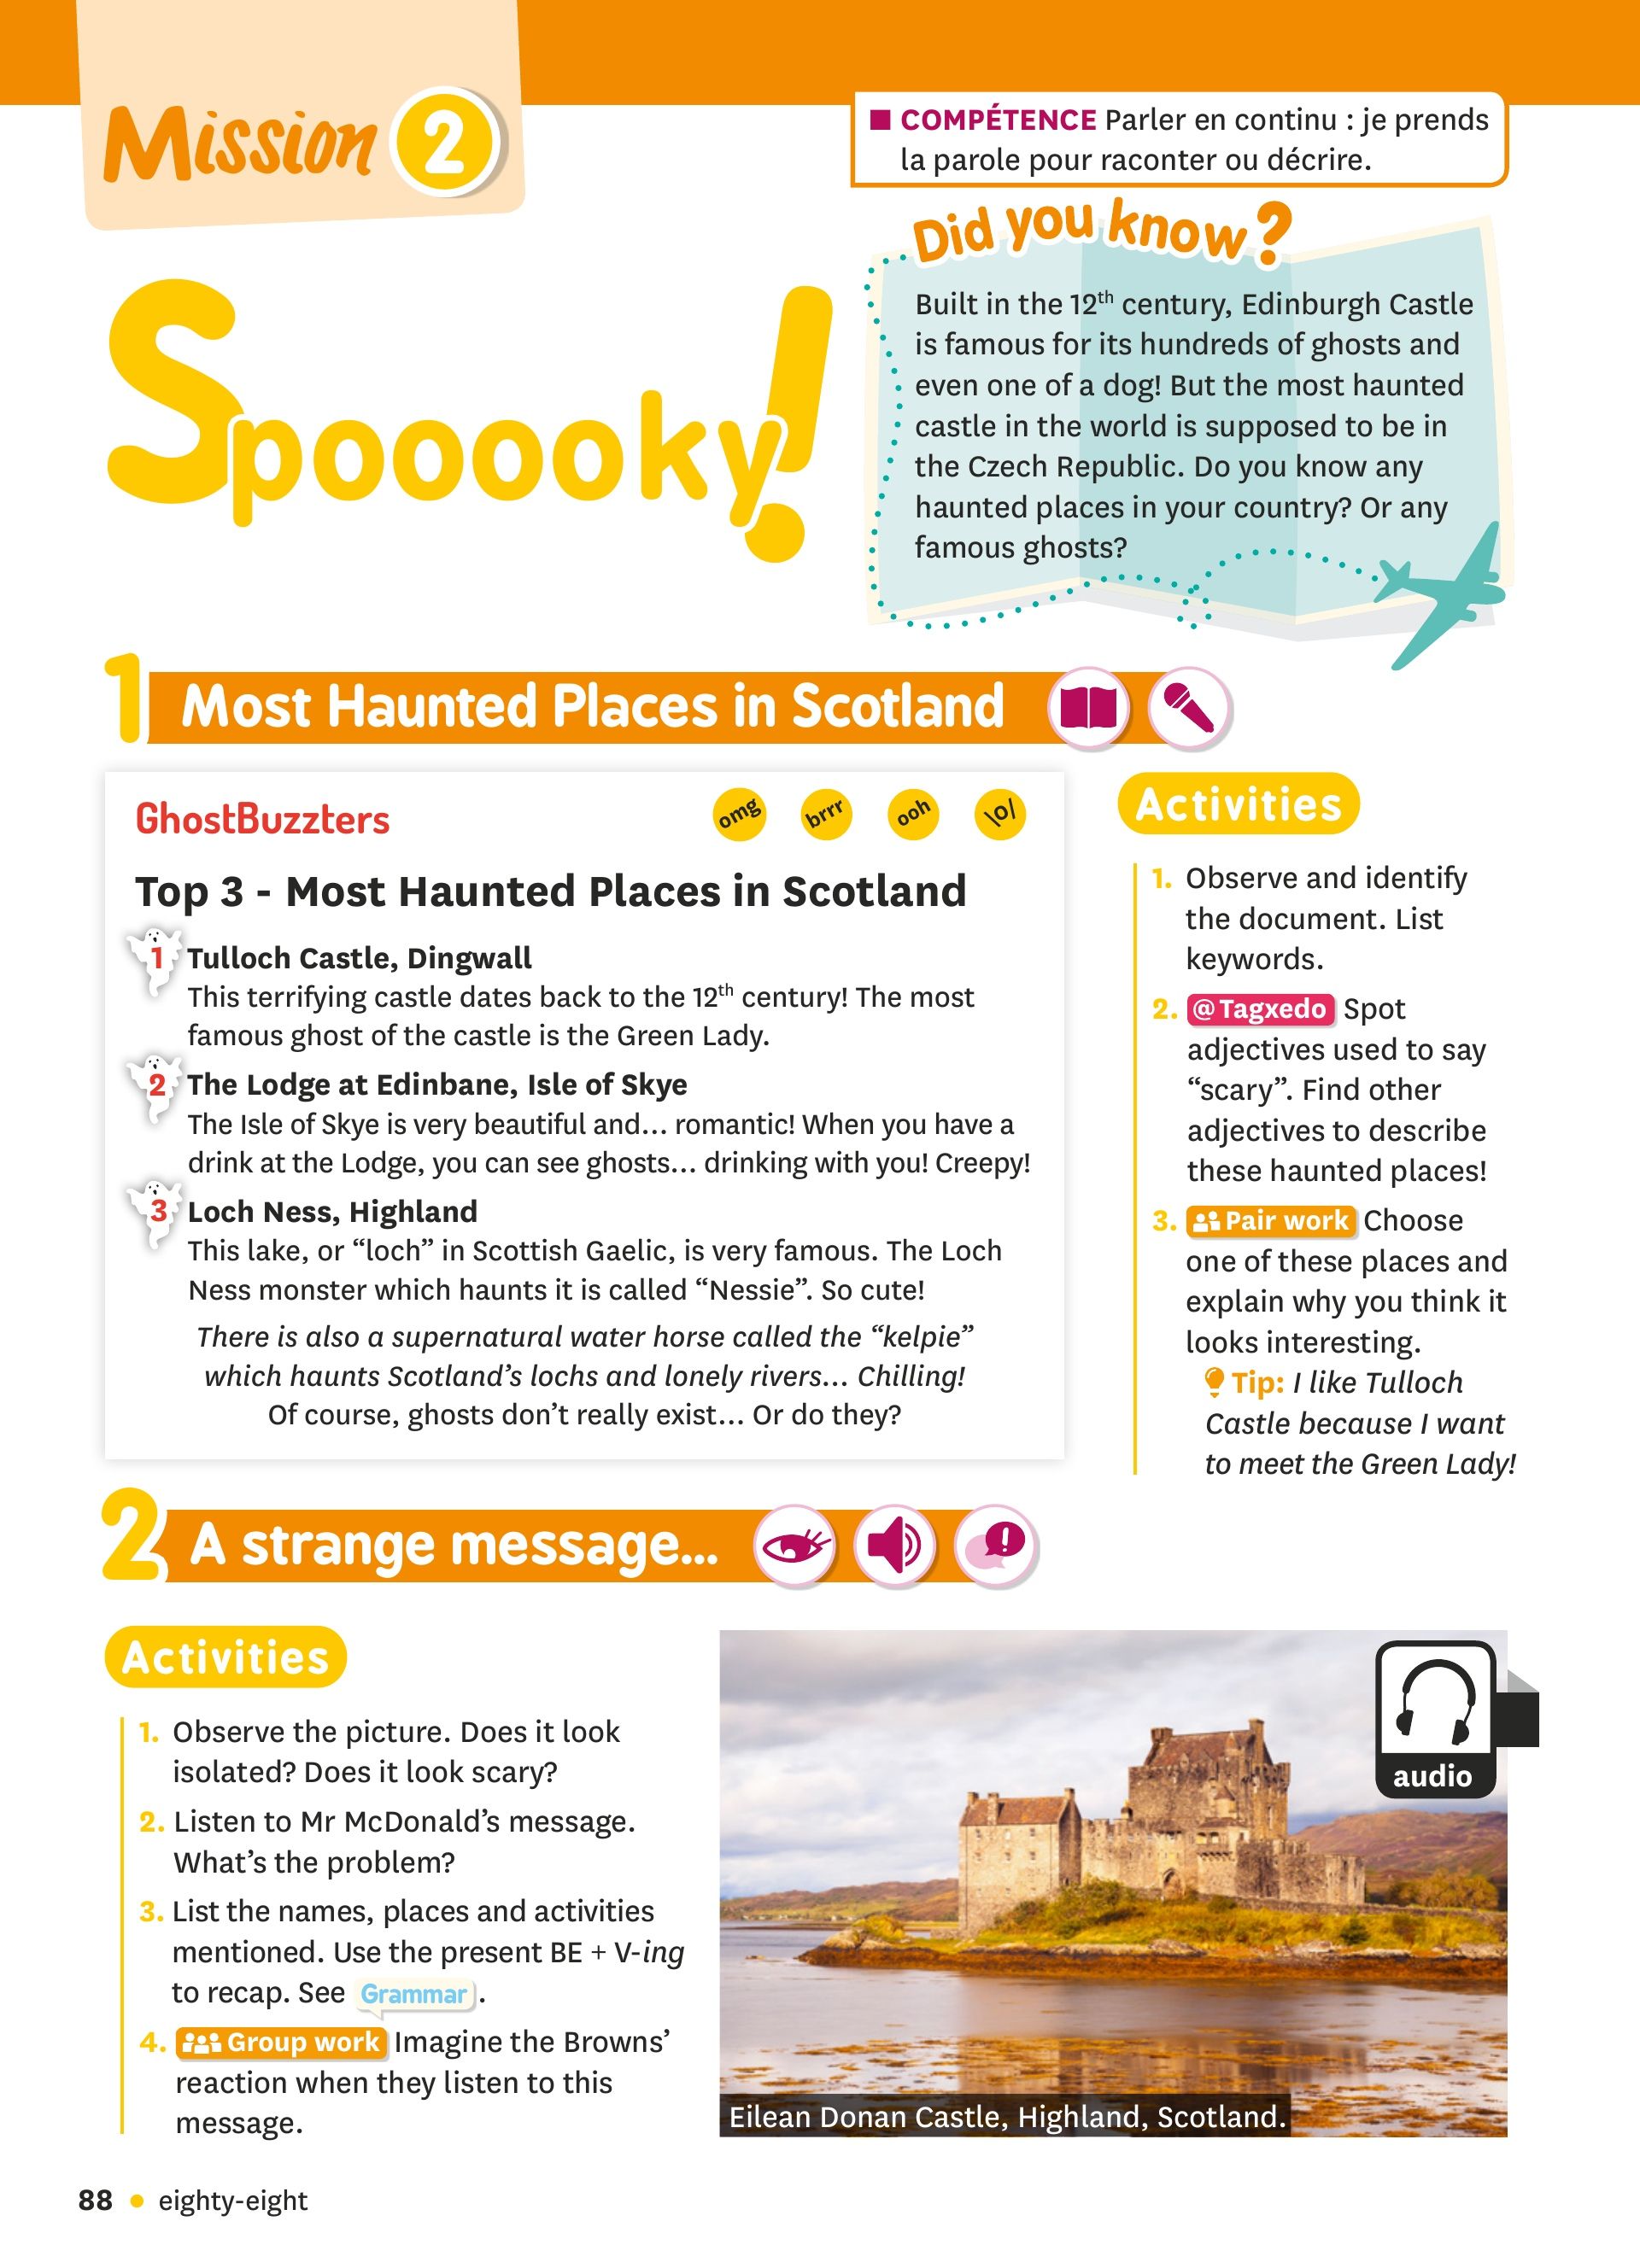 Mission 2
■ COMPÉTENCE Parler en continu : je prends
la parole pour raconter ou décrire.
Spooooky!
Did you know?
Built in the 12th century, Edinburgh Castle
is famous for its hundreds of ghosts and
even one of a dog! But the most haunted
castle in the world is supposed to be in
the Czech Republic. Do you know any
haunted places in your country? Or any
famous ghosts?
1 Most Haunted Places in Scotland
GhostBuzzters
omg brrr ooh \o/
Top 3 - Most Haunted Places in Scotland
1 Tulloch Castle, Dingwall
This terrifying castle dates back to the 12th century! The most
famous ghost of the castle is the Green Lady.
2 The Lodge at Edinbane, Isle of Skye
The Isle of Skye is very beautiful and... romantic! When you have a
drink at the Lodge, you can see ghosts... drinking with you! Creepy!
3 Loch Ness, Highland
This lake, or “loch” in Scottish Gaelic, is very famous. The Loch
Ness monster which haunts it is called “Nessie”. So cute!
There is also a supernatural water horse called the “kelpie”
which haunts Scotland’s lochs and lonely rivers... Chilling!
Of course, ghosts don’t really exist... Or do they?
Activities
1. Observe and identify
the document. List
keywords.
2. @Tagxedo Spot
adjectives used to say
“scary”. Find other
adjectives to describe
these haunted places!
3. Pair work Choose
one of these places and
explain why you think it
looks interesting.
Tip: I like Tulloch
Castle because I want
to meet the Green Lady!
2 A strange message...
Activities
1. Observe the picture. Does it look
isolated? Does it look scary?
2. Listen to Mr McDonald’s message.
What’s the problem?
3. List the names, places and activities
mentioned. Use the present BE + V-ing
to recap. See Grammar.
4. Group work Imagine the Browns’
reaction when they listen to this
message.
audio
Eilean Donan Castle, Highland, Scotland.
88 • eighty-eight